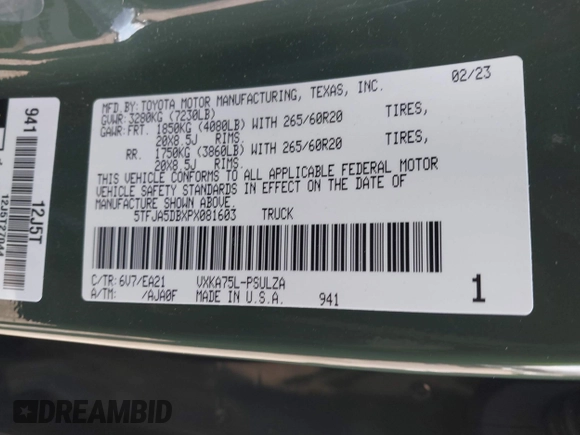 MFD.BY:TOYOTA MOTOR MANUFACTURING, TEXAS, INC. 02/23
GVWR:3280KG (7230LB)
GAWR:FRT. 1850KG (4080LB) WITH 265/60R20 TIRES,
20X8.5J RIMS
RR. 1750KG (3860LB) WITH 265/60R20 TIRES,
20X8.5J RIMS.
THIS VEHICLE CONFORMS TO ALL APPLICABLE FEDERAL MOTOR
VEHICLE SAFETY STANDARDS IN EFFECT ON THE DATE OF
MANUFACTURE SHOWN ABOVE.
5TFJA5DBXPX081603 TRUCK
C/TR: 6V7/EA21 VXKA75L-PSULZA
A/TM: /AJA0F MADE IN U.S.A. 941 1
941 12J5T
DREAMBID